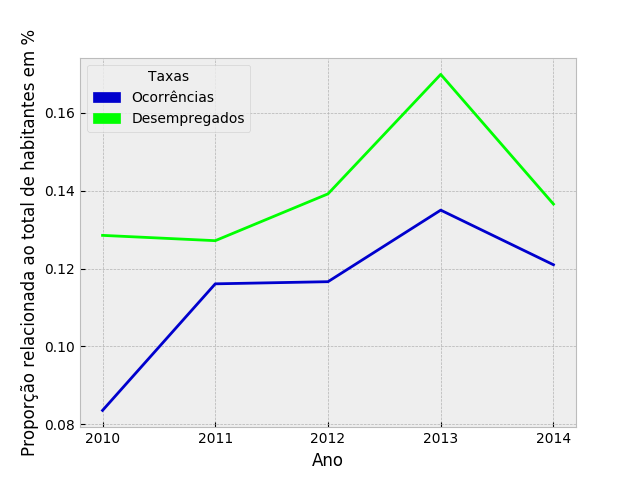 Proporção relacionada ao total de habitantes em %
Taxas
Ocorrências
Desempregados
0.16
0.14
0.12
0.10
0.08
2010 2011 2012 2013 2014
Ano